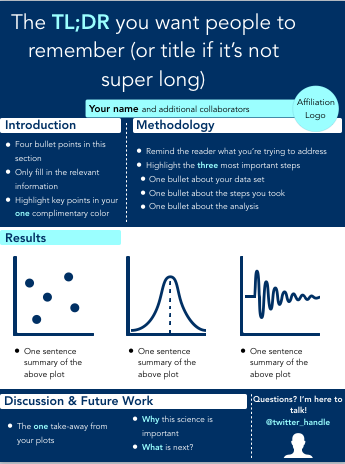 The TL;DR you want people to
remember (or title if it's not
super long)
Your name and additional collaborators
Affiliation
Logo
Introduction
Four bullet points in this
section
Only fill in the relevant
information
Highlight key points in your
one complimentary color
Methodology
Remind the reader what you're trying to address
Highlight the three most important steps
One bullet about your data set
One bullet about the steps you took
One bullet about the analysis
Results
One sentence
summary of the
above plot
One sentence
summary of the
above plot
One sentence
summary of the
above plot
Discussion & Future Work
The one take-away from
your plots
Why this science is
important
What is next?
Questions? I'm here to
talk!
@twitter_handle